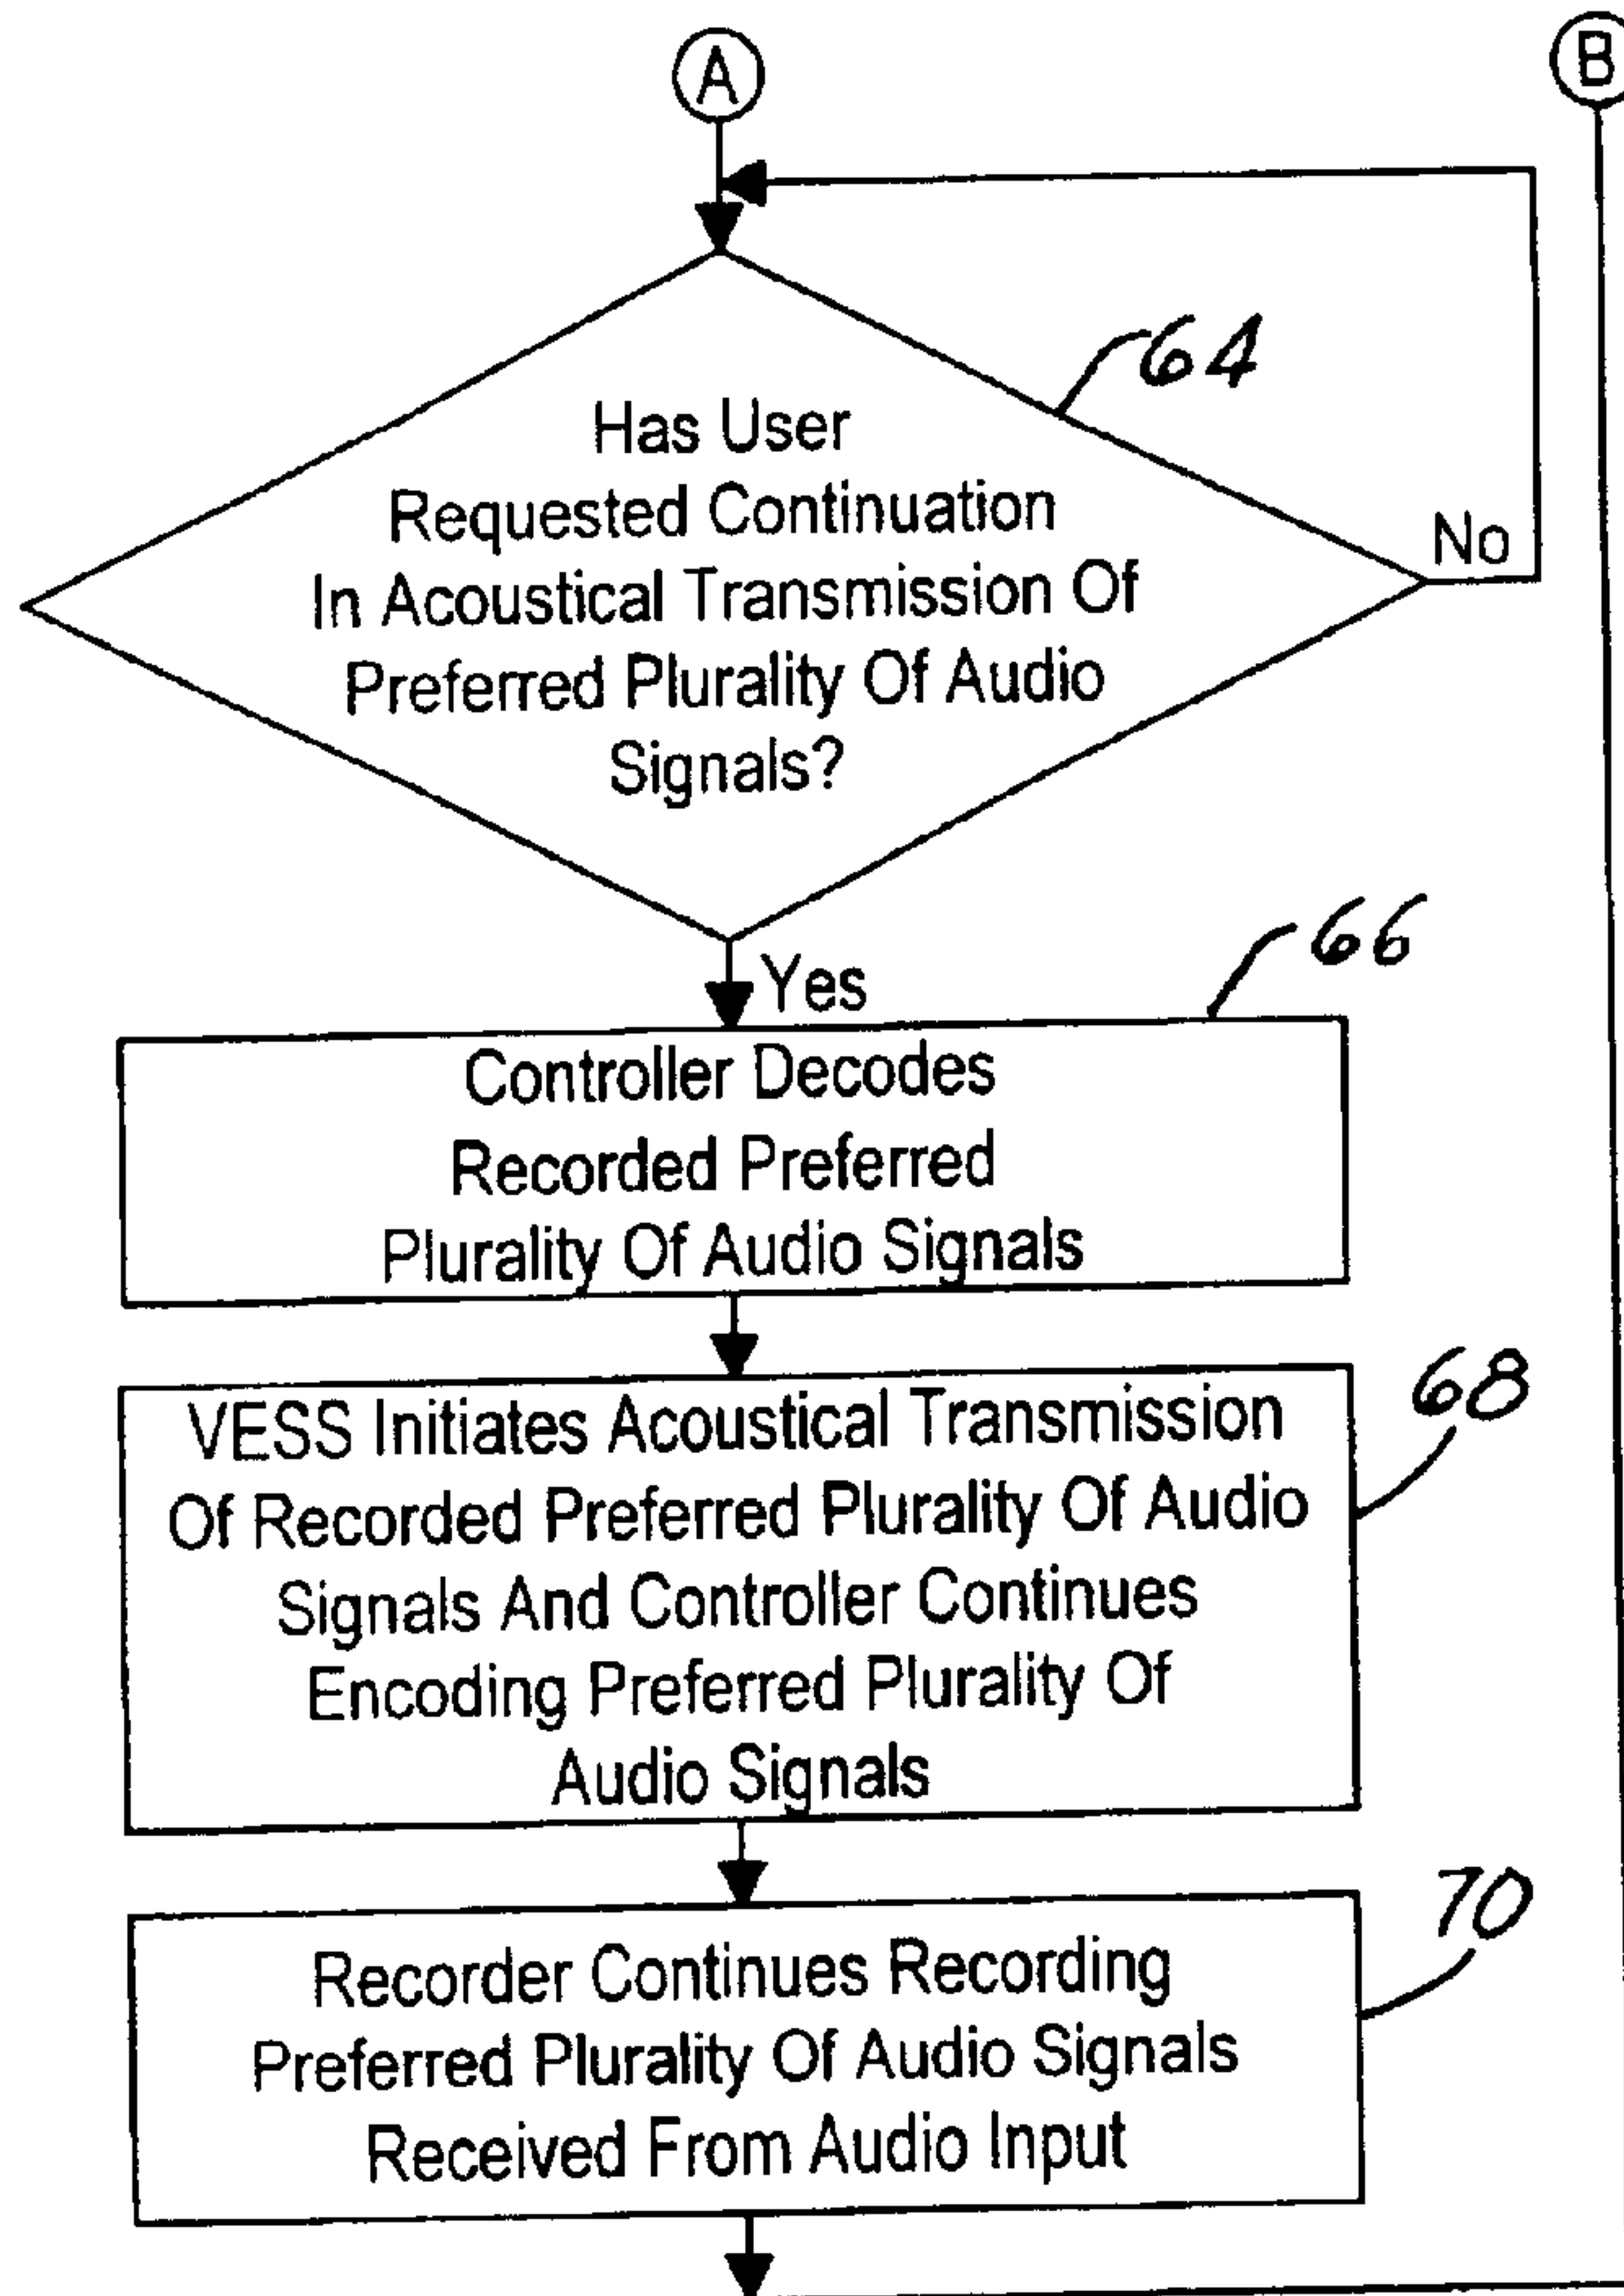 A
B
64
Has User
Requested Continuation
In Acoustical Transmission Of
Preferred Plurality Of Audio
Signals?
No
Yes
66
Controller Decodes
Recorded Preferred
Plurality Of Audio Signals
68
VESS Initiates Acoustical Transmission
Of Recorded Preferred Plurality Of Audio
Signals And Controller Continues
Encoding Preferred Plurality Of
Audio Signals
70
Recorder Continues Recording
Preferred Plurality Of Audio Signals
Received From Audio Input